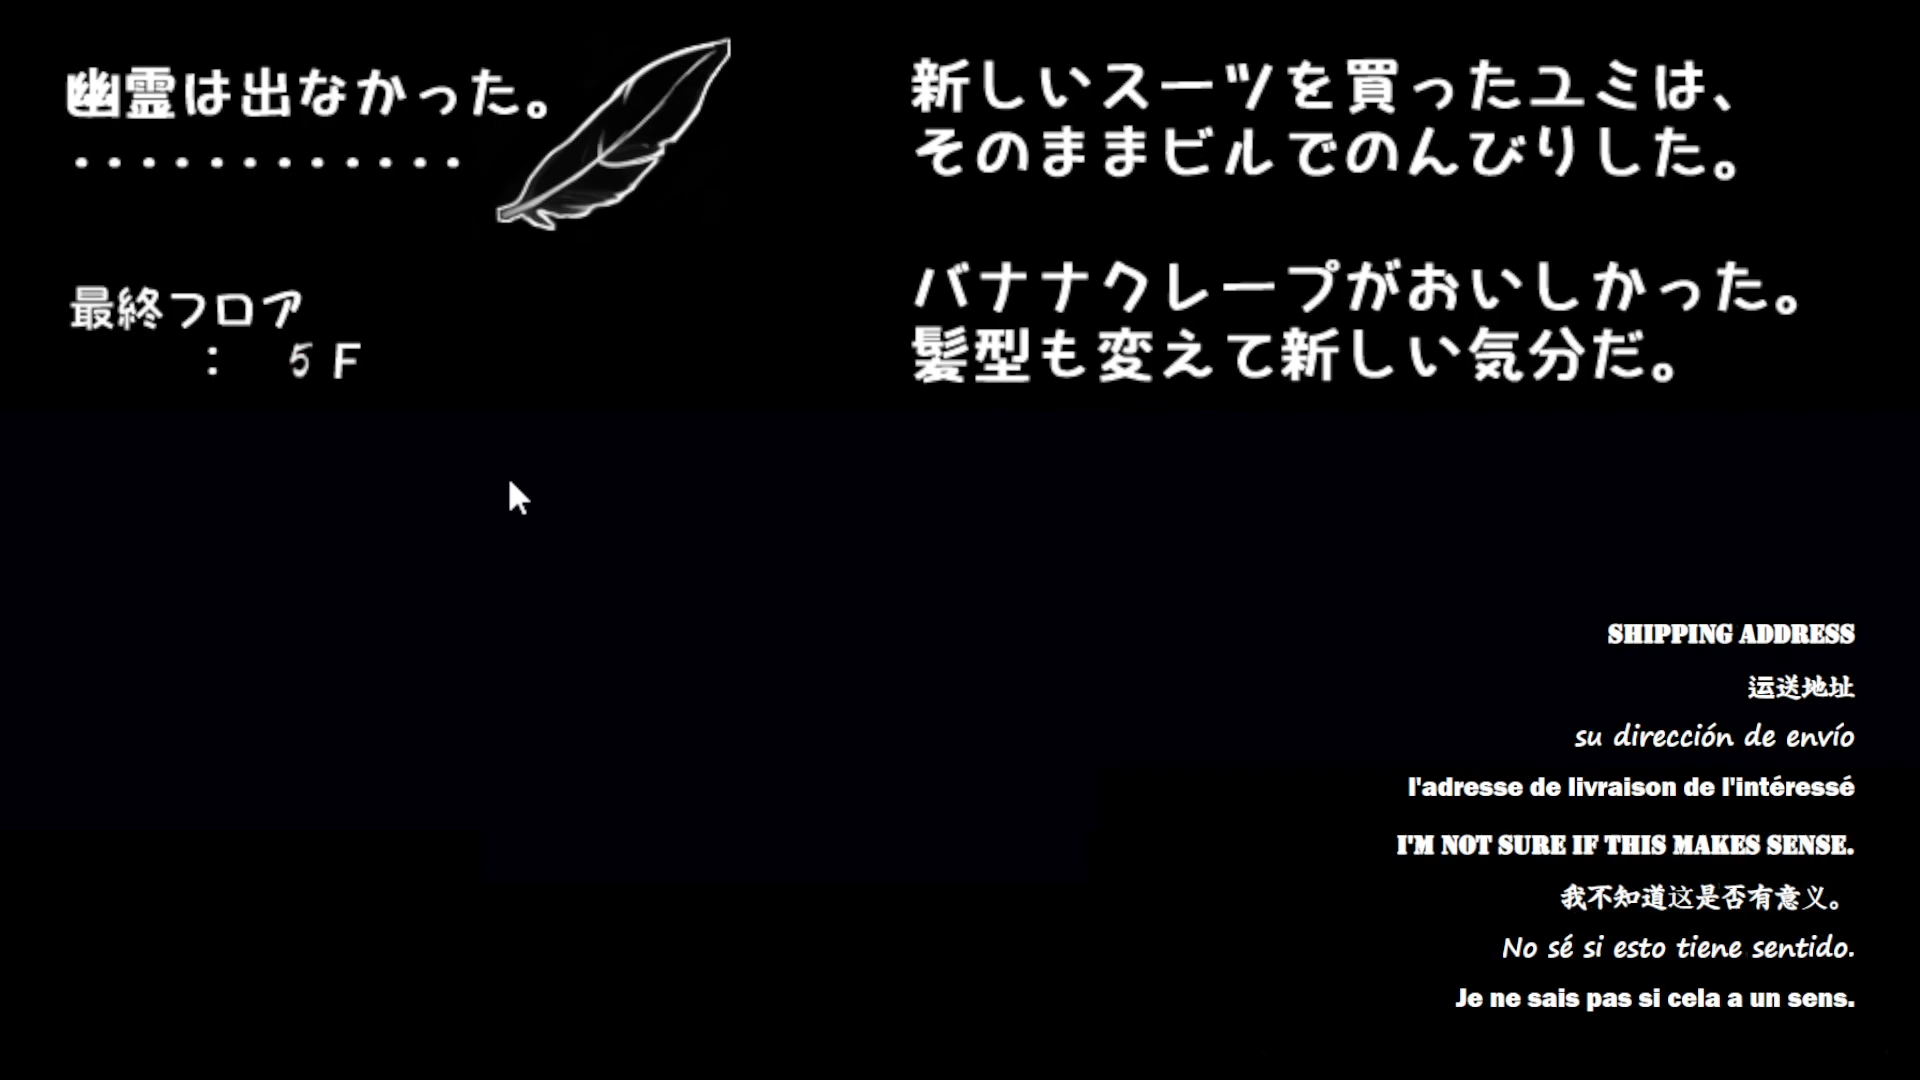 幽霊は出なかった。
・・・・・・・・・・・・
最終フロア
： 5 F
新しいスーツを買ったユミは、
そのままビルでのんびりした。
バナナクレープがおいしかった。
髪型も変えて新しい気分だ。
SHIPPING ADDRESS
运送地址
su dirección de envío
l'adresse de livraison de l'intéressé
I'M NOT SURE IF THIS MAKES SENSE.
我不知道这是否有意义。
No sé si esto tiene sentido.
Je ne sais pas si cela a un sens.